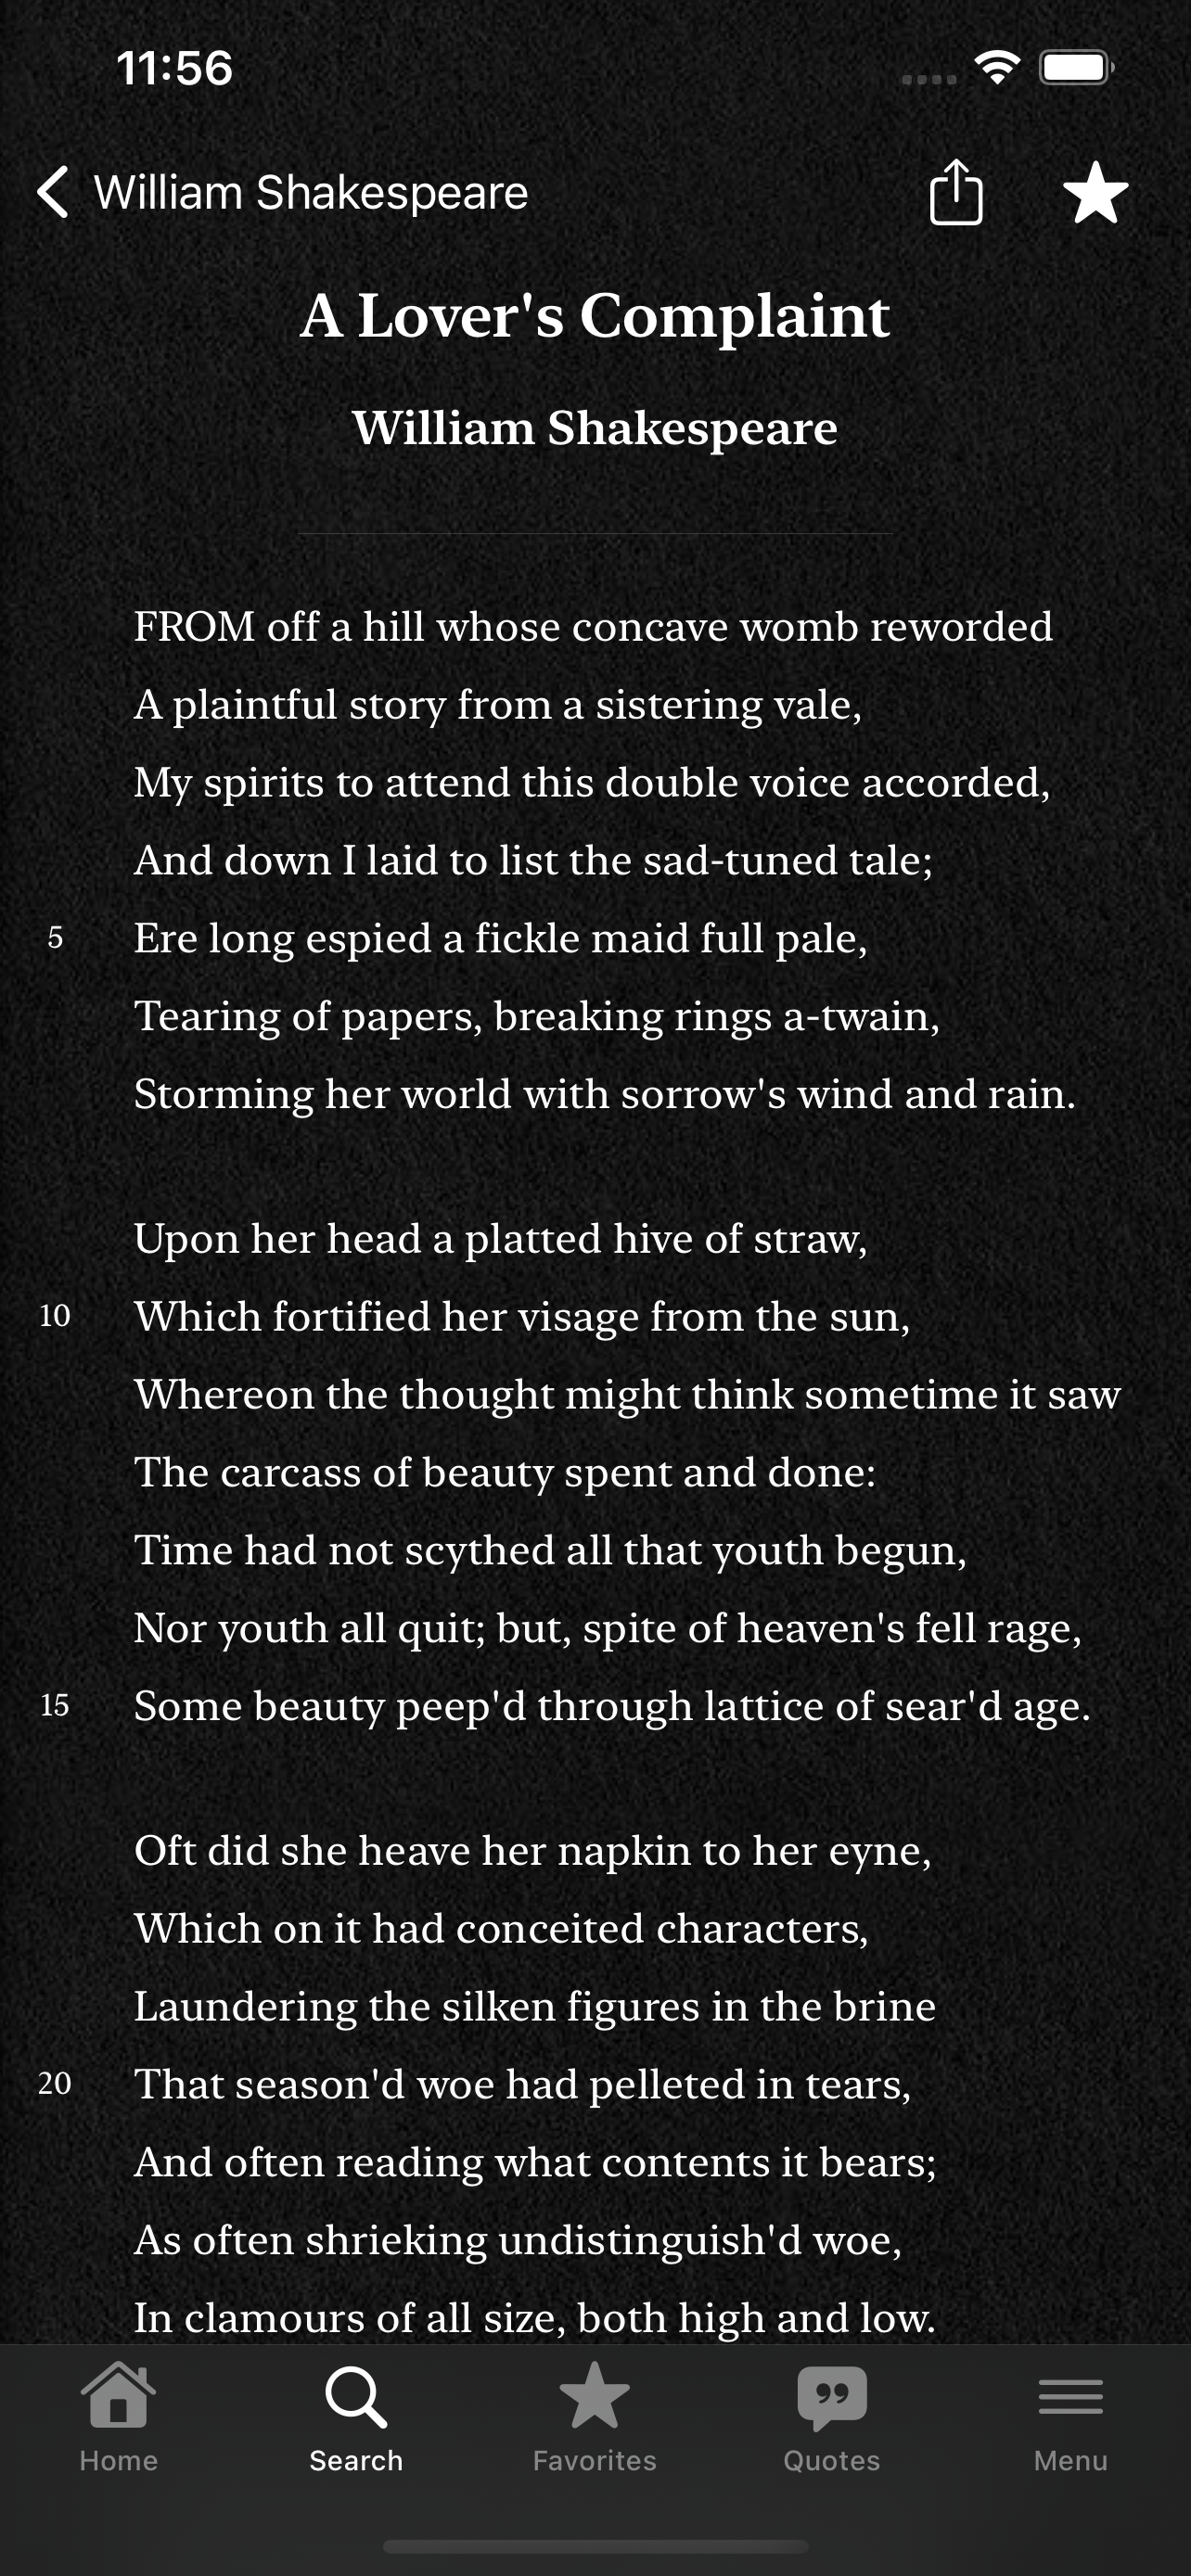 11:56
William Shakespeare
A Lover's Complaint
William Shakespeare
FROM off a hill whose concave womb reworded
A plaintful story from a sistering vale,
My spirits to attend this double voice accorded,
And down I laid to list the sad-tuned tale;
5 Ere long espied a fickle maid full pale,
Tearing of papers, breaking rings a-twain,
Storming her world with sorrow's wind and rain.
Upon her head a platted hive of straw,
10 Which fortified her visage from the sun,
Whereon the thought might think sometime it saw
The carcass of beauty spent and done:
Time had not scythed all that youth begun,
Nor youth all quit; but, spite of heaven's fell rage,
15 Some beauty peep'd through lattice of sear'd age.
Oft did she heave her napkin to her eyne,
Which on it had conceited characters,
Laundering the silken figures in the brine
20 That season'd woe had pelleted in tears,
And often reading what contents it bears;
As often shrieking undistinguish'd woe,
In clamours of all size, both high and low.
Home Search Favorites Quotes Menu